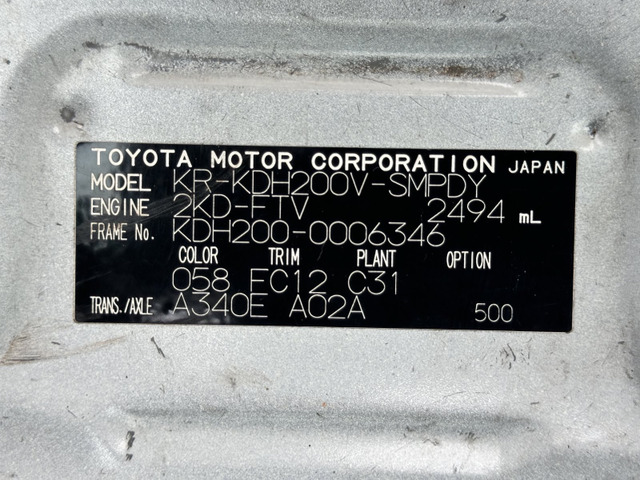 TOYOTA MOTOR CORPORATION JAPAN
MODEL KR-KDH200V-SMPDY
ENGINE 2KD-FTV 2494 mL
FRAME No. KDH200-0006346
COLOR TRIM PLANT OPTION
058 FC12 C31
TRANS./AXLE A340E A02A 500